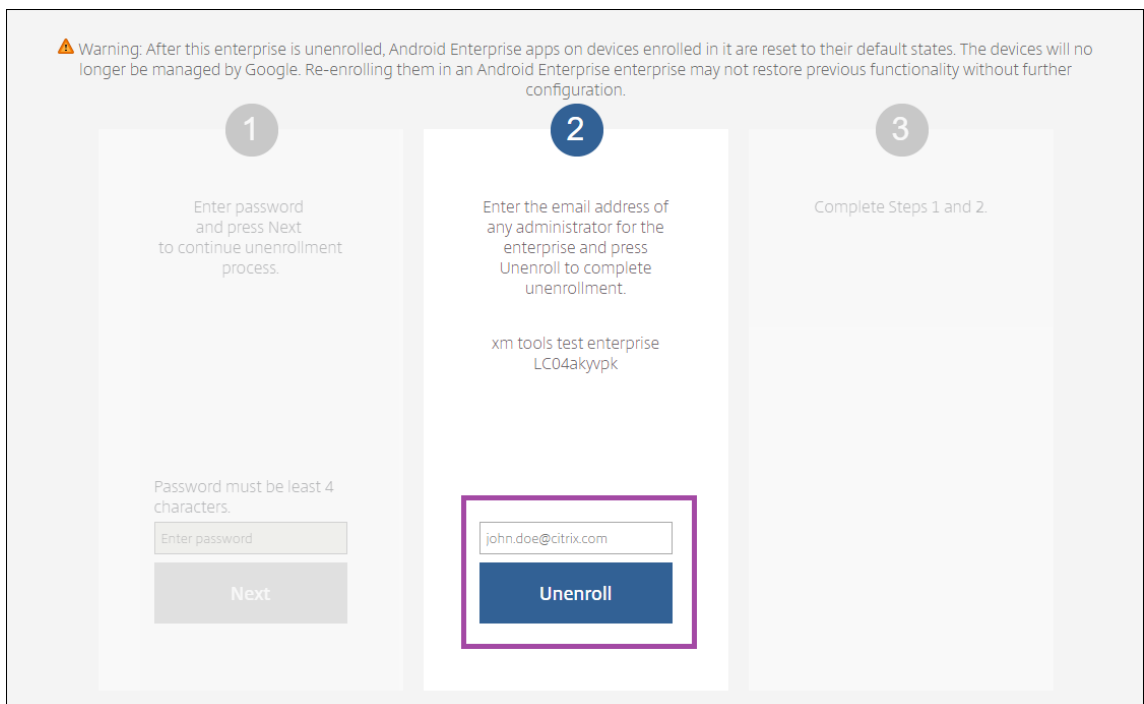 Warning: After this enterprise is unenrolled, Android Enterprise apps on devices enrolled in it are reset to their default states. The devices will no
longer be managed by Google. Re-enrolling them in an Android Enterprise enterprise may not restore previous functionality without further
configuration.
1
Enter password
and press Next
to continue unenrollment
process.
Password must be least 4
characters.
Enter password
Next
2
Enter the email address of
any administrator for the
enterprise and press
Unenroll to complete
unenrollment.
xm tools test enterprise
LC04akyvpk
john.doe@citrix.com
Unenroll
3
Complete Steps 1 and 2.